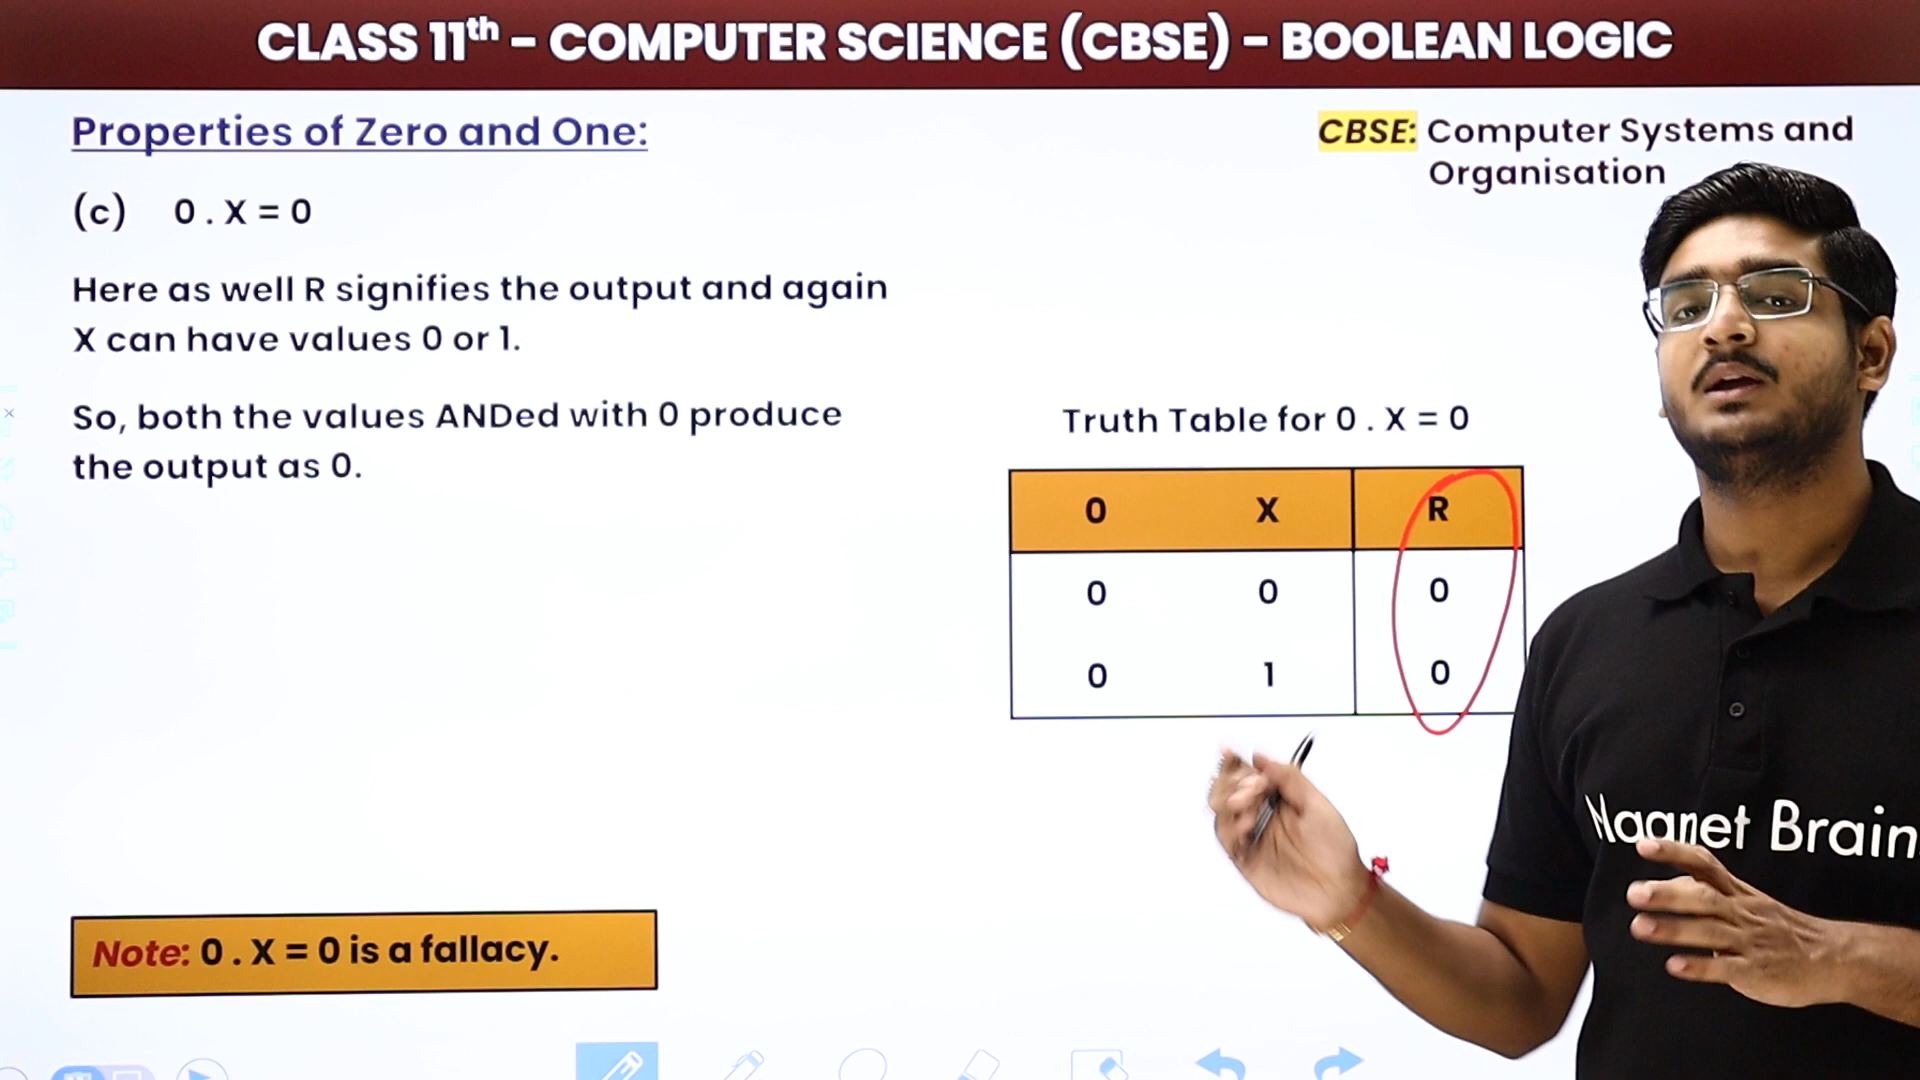 CLASS 11th - COMPUTER SCIENCE (CBSE) - BOOLEAN LOGIC
Properties of Zero and One:
CBSE: Computer Systems and
Organisation
(c) 0 . X = 0
Here as well R signifies the output and again
X can have values 0 or 1.
So, both the values ANDed with 0 produce
the output as 0.
Truth Table for 0 . X = 0
0 X R
0 0 0
0 1 0
Note: 0 . X = 0 is a fallacy.
Magnet Brain